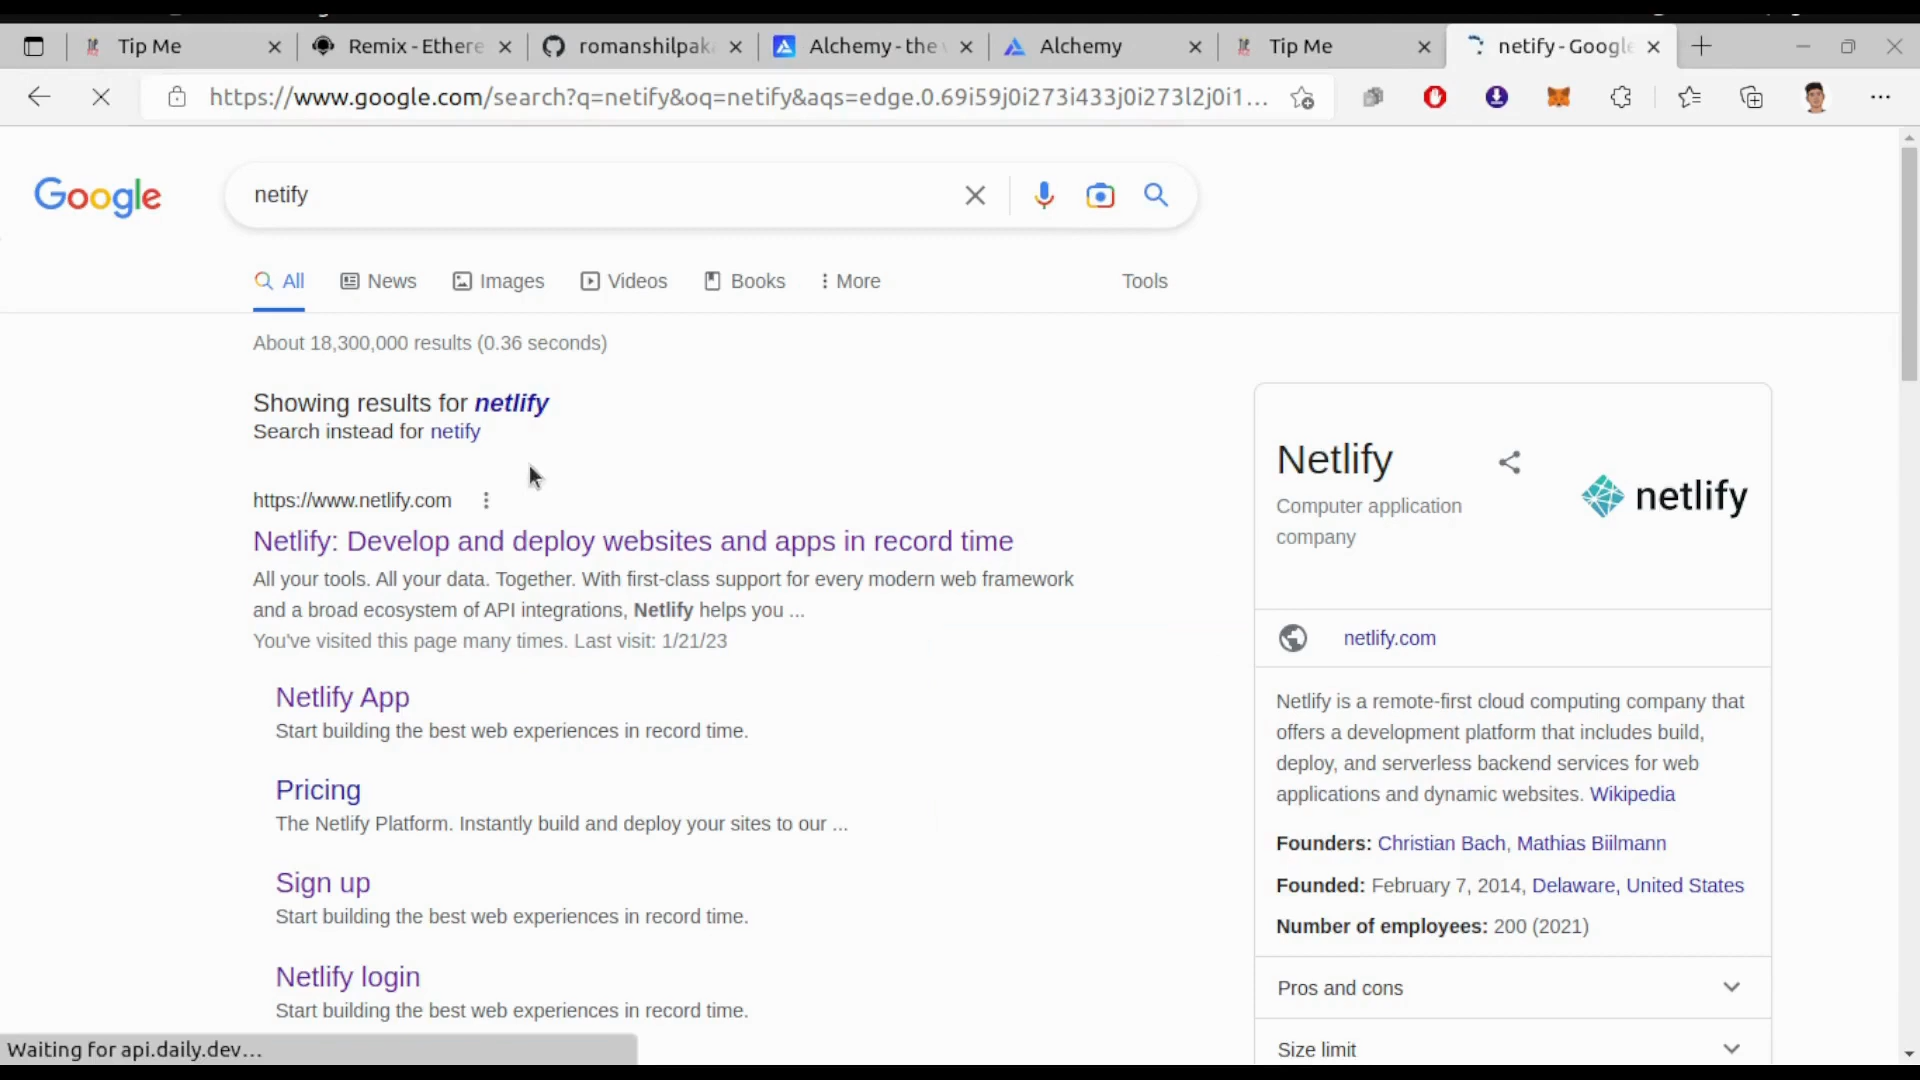 Tip Me
Remix - Ethere
romanshilpak
Alchemy - the
Alchemy
Tip Me
netify - Google
https://www.google.com/search?q=netify&oq=netify&aqs=edge.0.69i59j0i273i433j0i273l2j0i1...
Google
netify
All
News
Images
Videos
Books
More
Tools
About 18,300,000 results (0.36 seconds)
Showing results for netlify
Search instead for netify
https://www.netlify.com
Netlify: Develop and deploy websites and apps in record time
All your tools. All your data. Together. With first-class support for every modern web framework
and a broad ecosystem of API integrations, Netlify helps you ...
You've visited this page many times. Last visit: 1/21/23
Netlify App
Start building the best web experiences in record time.
Pricing
The Netlify Platform. Instantly build and deploy your sites to our ...
Sign up
Start building the best web experiences in record time.
Netlify login
Start building the best web experiences in record time.
Netlify
Computer application
company
netlify
netlify.com
Netlify is a remote-first cloud computing company that
offers a development platform that includes build,
deploy, and serverless backend services for web
applications and dynamic websites. Wikipedia
Founders: Christian Bach, Mathias Biilmann
Founded: February 7, 2014, Delaware, United States
Number of employees: 200 (2021)
Pros and cons
Size limit
Waiting for api.daily.dev...